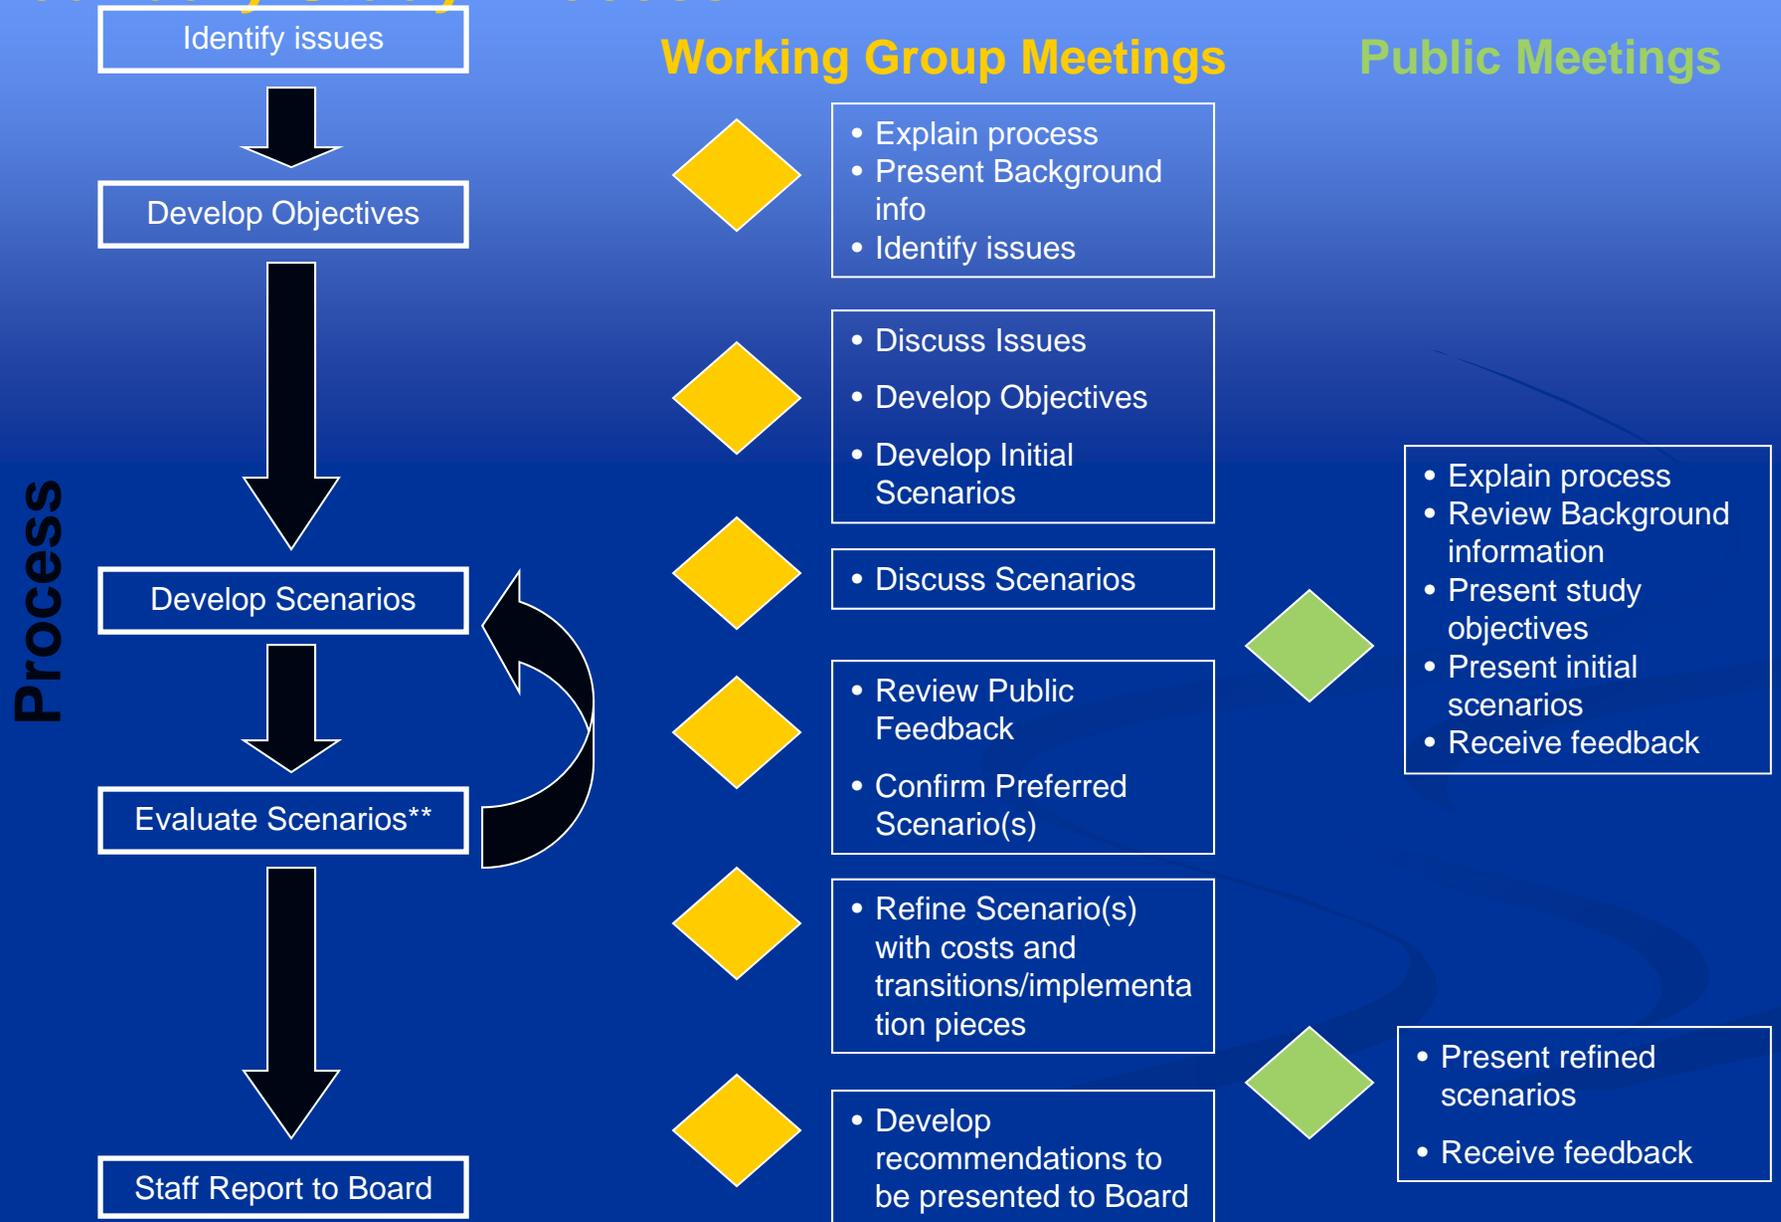 Identify issues
Develop Objectives
Process
Develop Scenarios
Evaluate Scenarios**
Staff Report to Board
Working Group Meetings
• Explain process
• Present Background
info
• Identify issues
• Discuss Issues
• Develop Objectives
• Develop Initial
Scenarios
• Discuss Scenarios
• Review Public
Feedback
• Confirm Preferred
Scenario(s)
• Refine Scenario(s)
with costs and
transitions/implementa
tion pieces
• Develop
recommendations to
be presented to Board
Public Meetings
• Explain process
• Review Background
information
• Present study
objectives
• Present initial
scenarios
• Receive feedback
• Present refined
scenarios
• Receive feedback